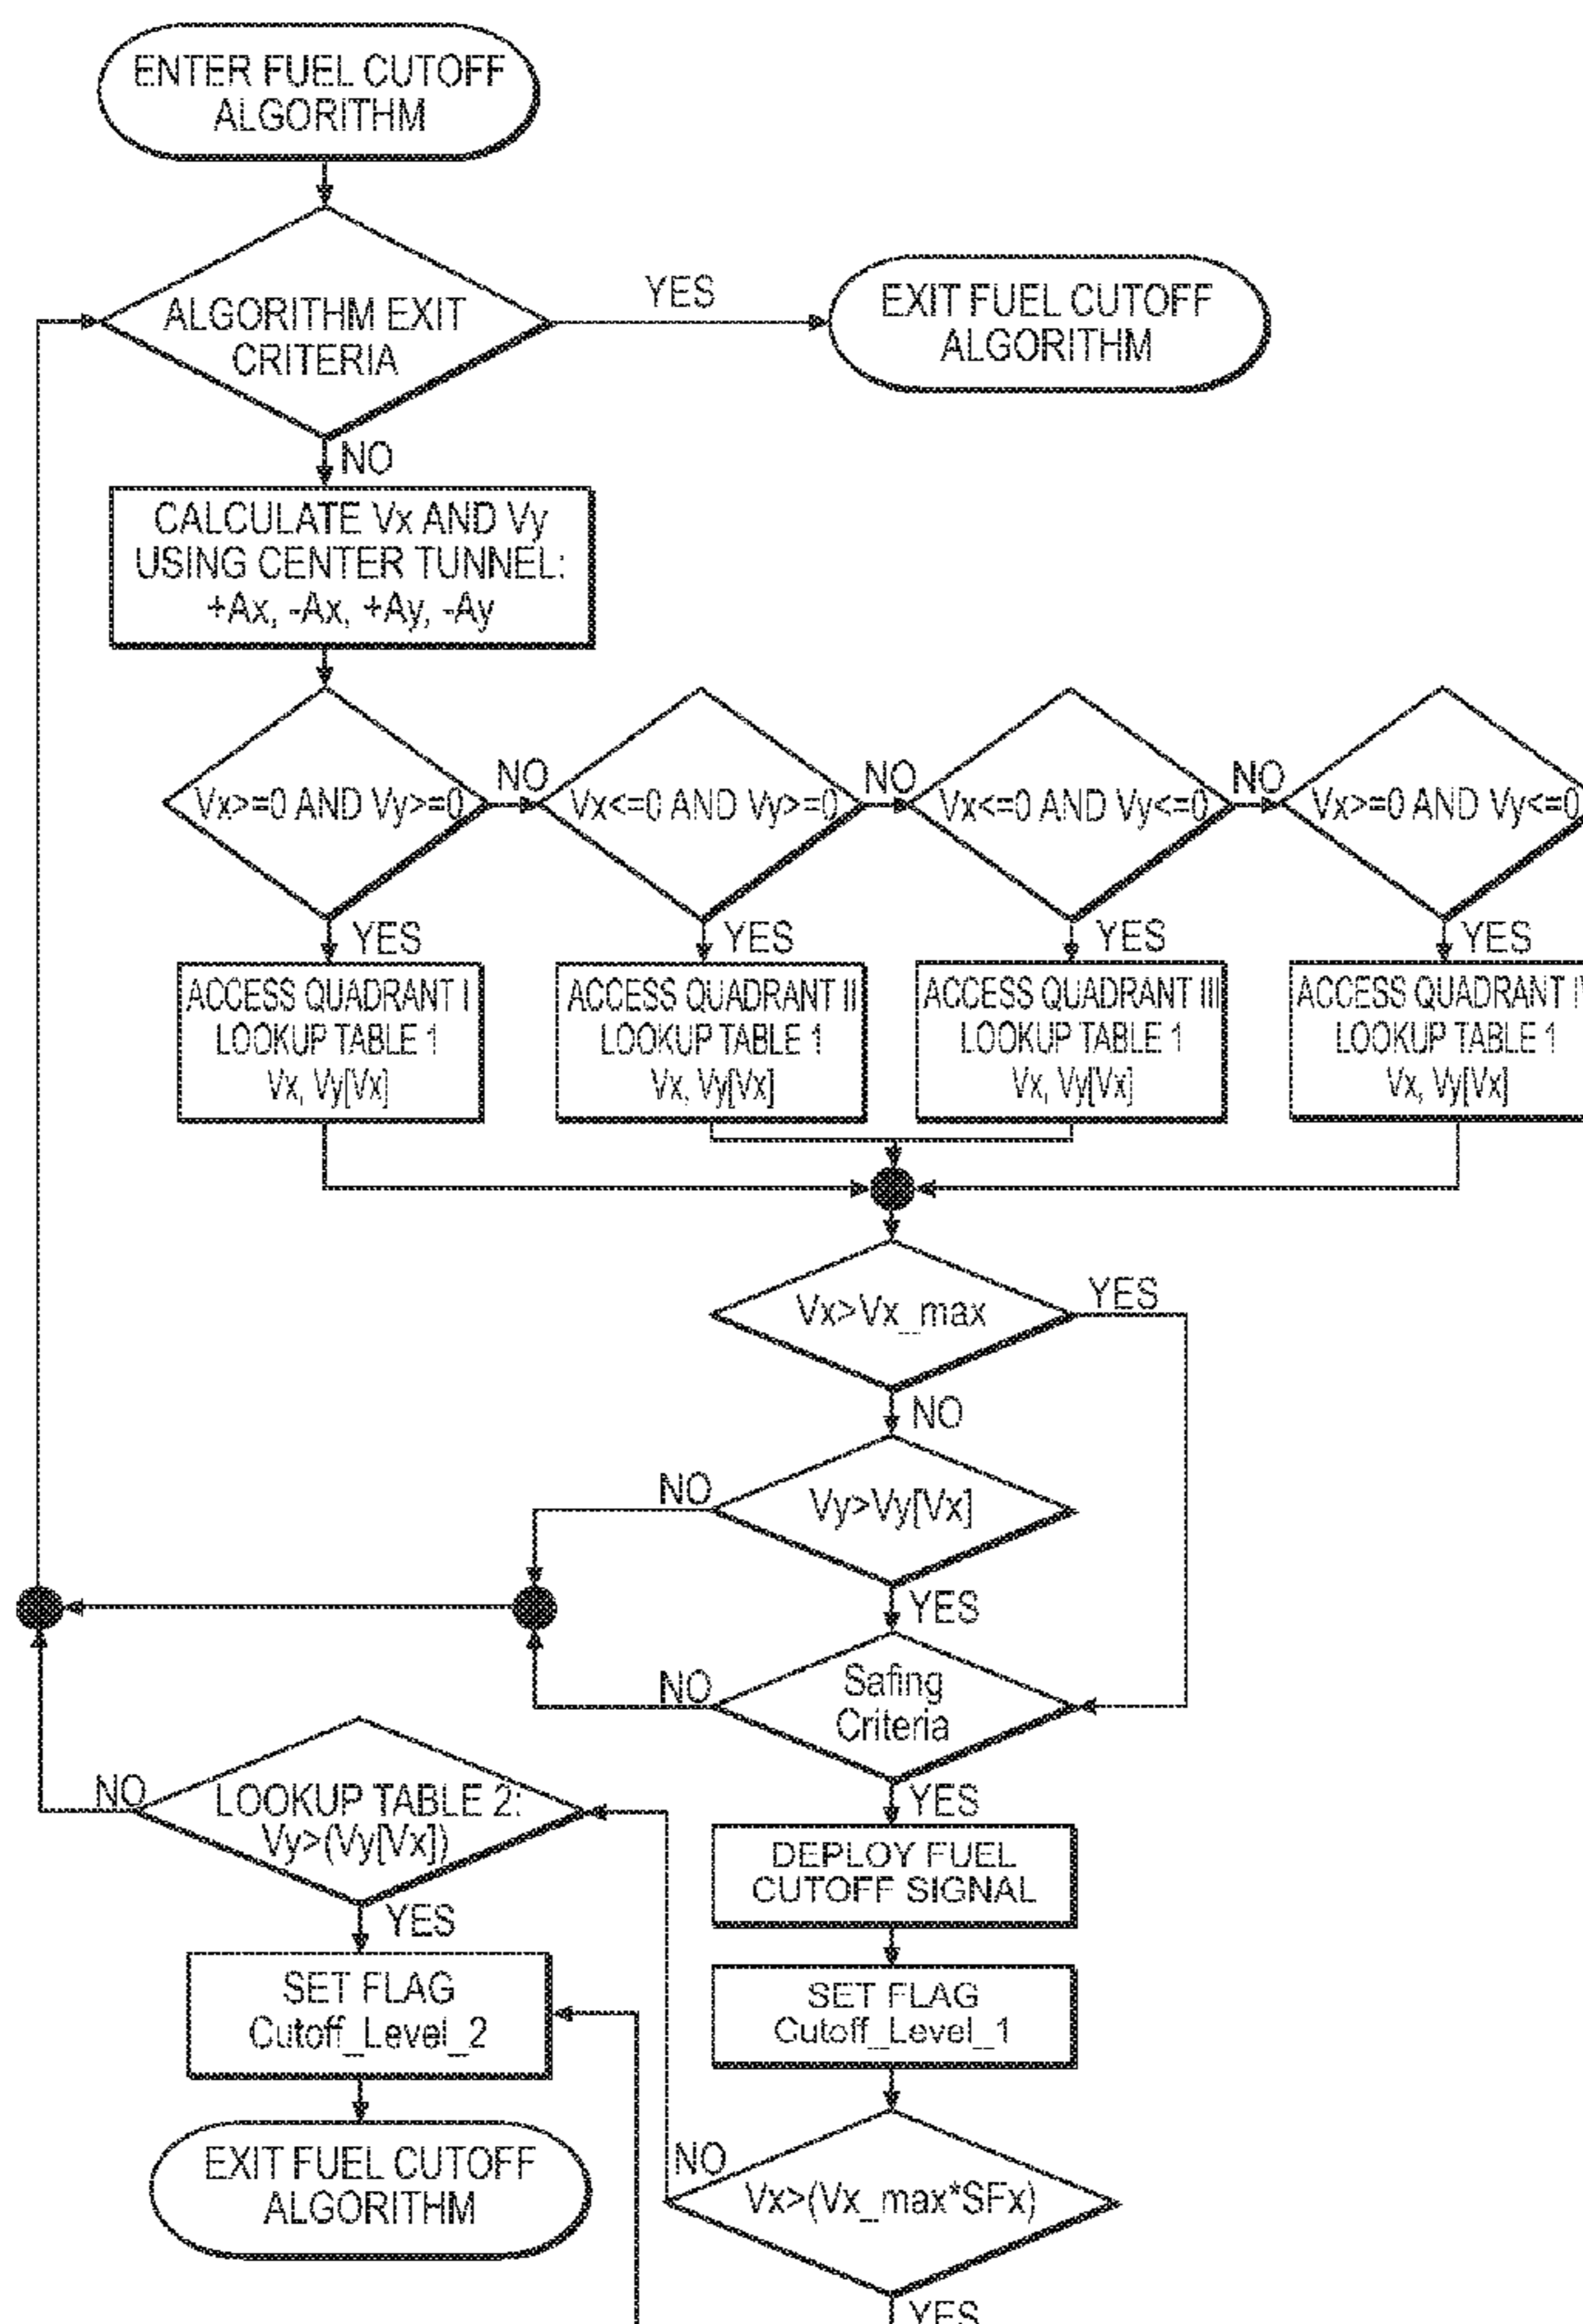 ENTER FUEL CUTOFF
ALGORITHM
ALGORITHM EXIT
CRITERIA
YES
EXIT FUEL CUTOFF
ALGORITHM
NO
CALCULATE Vx AND Vy
USING CENTER TUNNEL:
+Ax, -Ax, +Ay, -Ay
Vx>=0 AND Vy>=0
NO
Vx<=0 AND Vy>=0
NO
Vx<=0 AND Vy<=0
NO
Vx>=0 AND Vy<=0
YES
YES
YES
YES
ACCESS QUADRANT I
LOOKUP TABLE 1
Vx, Vy[Vx]
ACCESS QUADRANT II
LOOKUP TABLE 1
Vx, Vy[Vx]
ACCESS QUADRANT III
LOOKUP TABLE 1
Vx, Vy[Vx]
ACCESS QUADRANT
LOOKUP TABLE 1
Vx, Vy[Vx]
Vx>Vx_max
YES
NO
Vy>Vy[Vx]
NO
YES
Safing
Criteria
NO
YES
LOOKUP TABLE 2:
Vy>(Vy[Vx])
NO
YES
DEPLOY FUEL
CUTOFF SIGNAL
SET FLAG
Cutoff_Level_2
SET FLAG
Cutoff_Level_1
EXIT FUEL CUTOFF
ALGORITHM
NO
Vx>(Vx_max*SFx)
YES